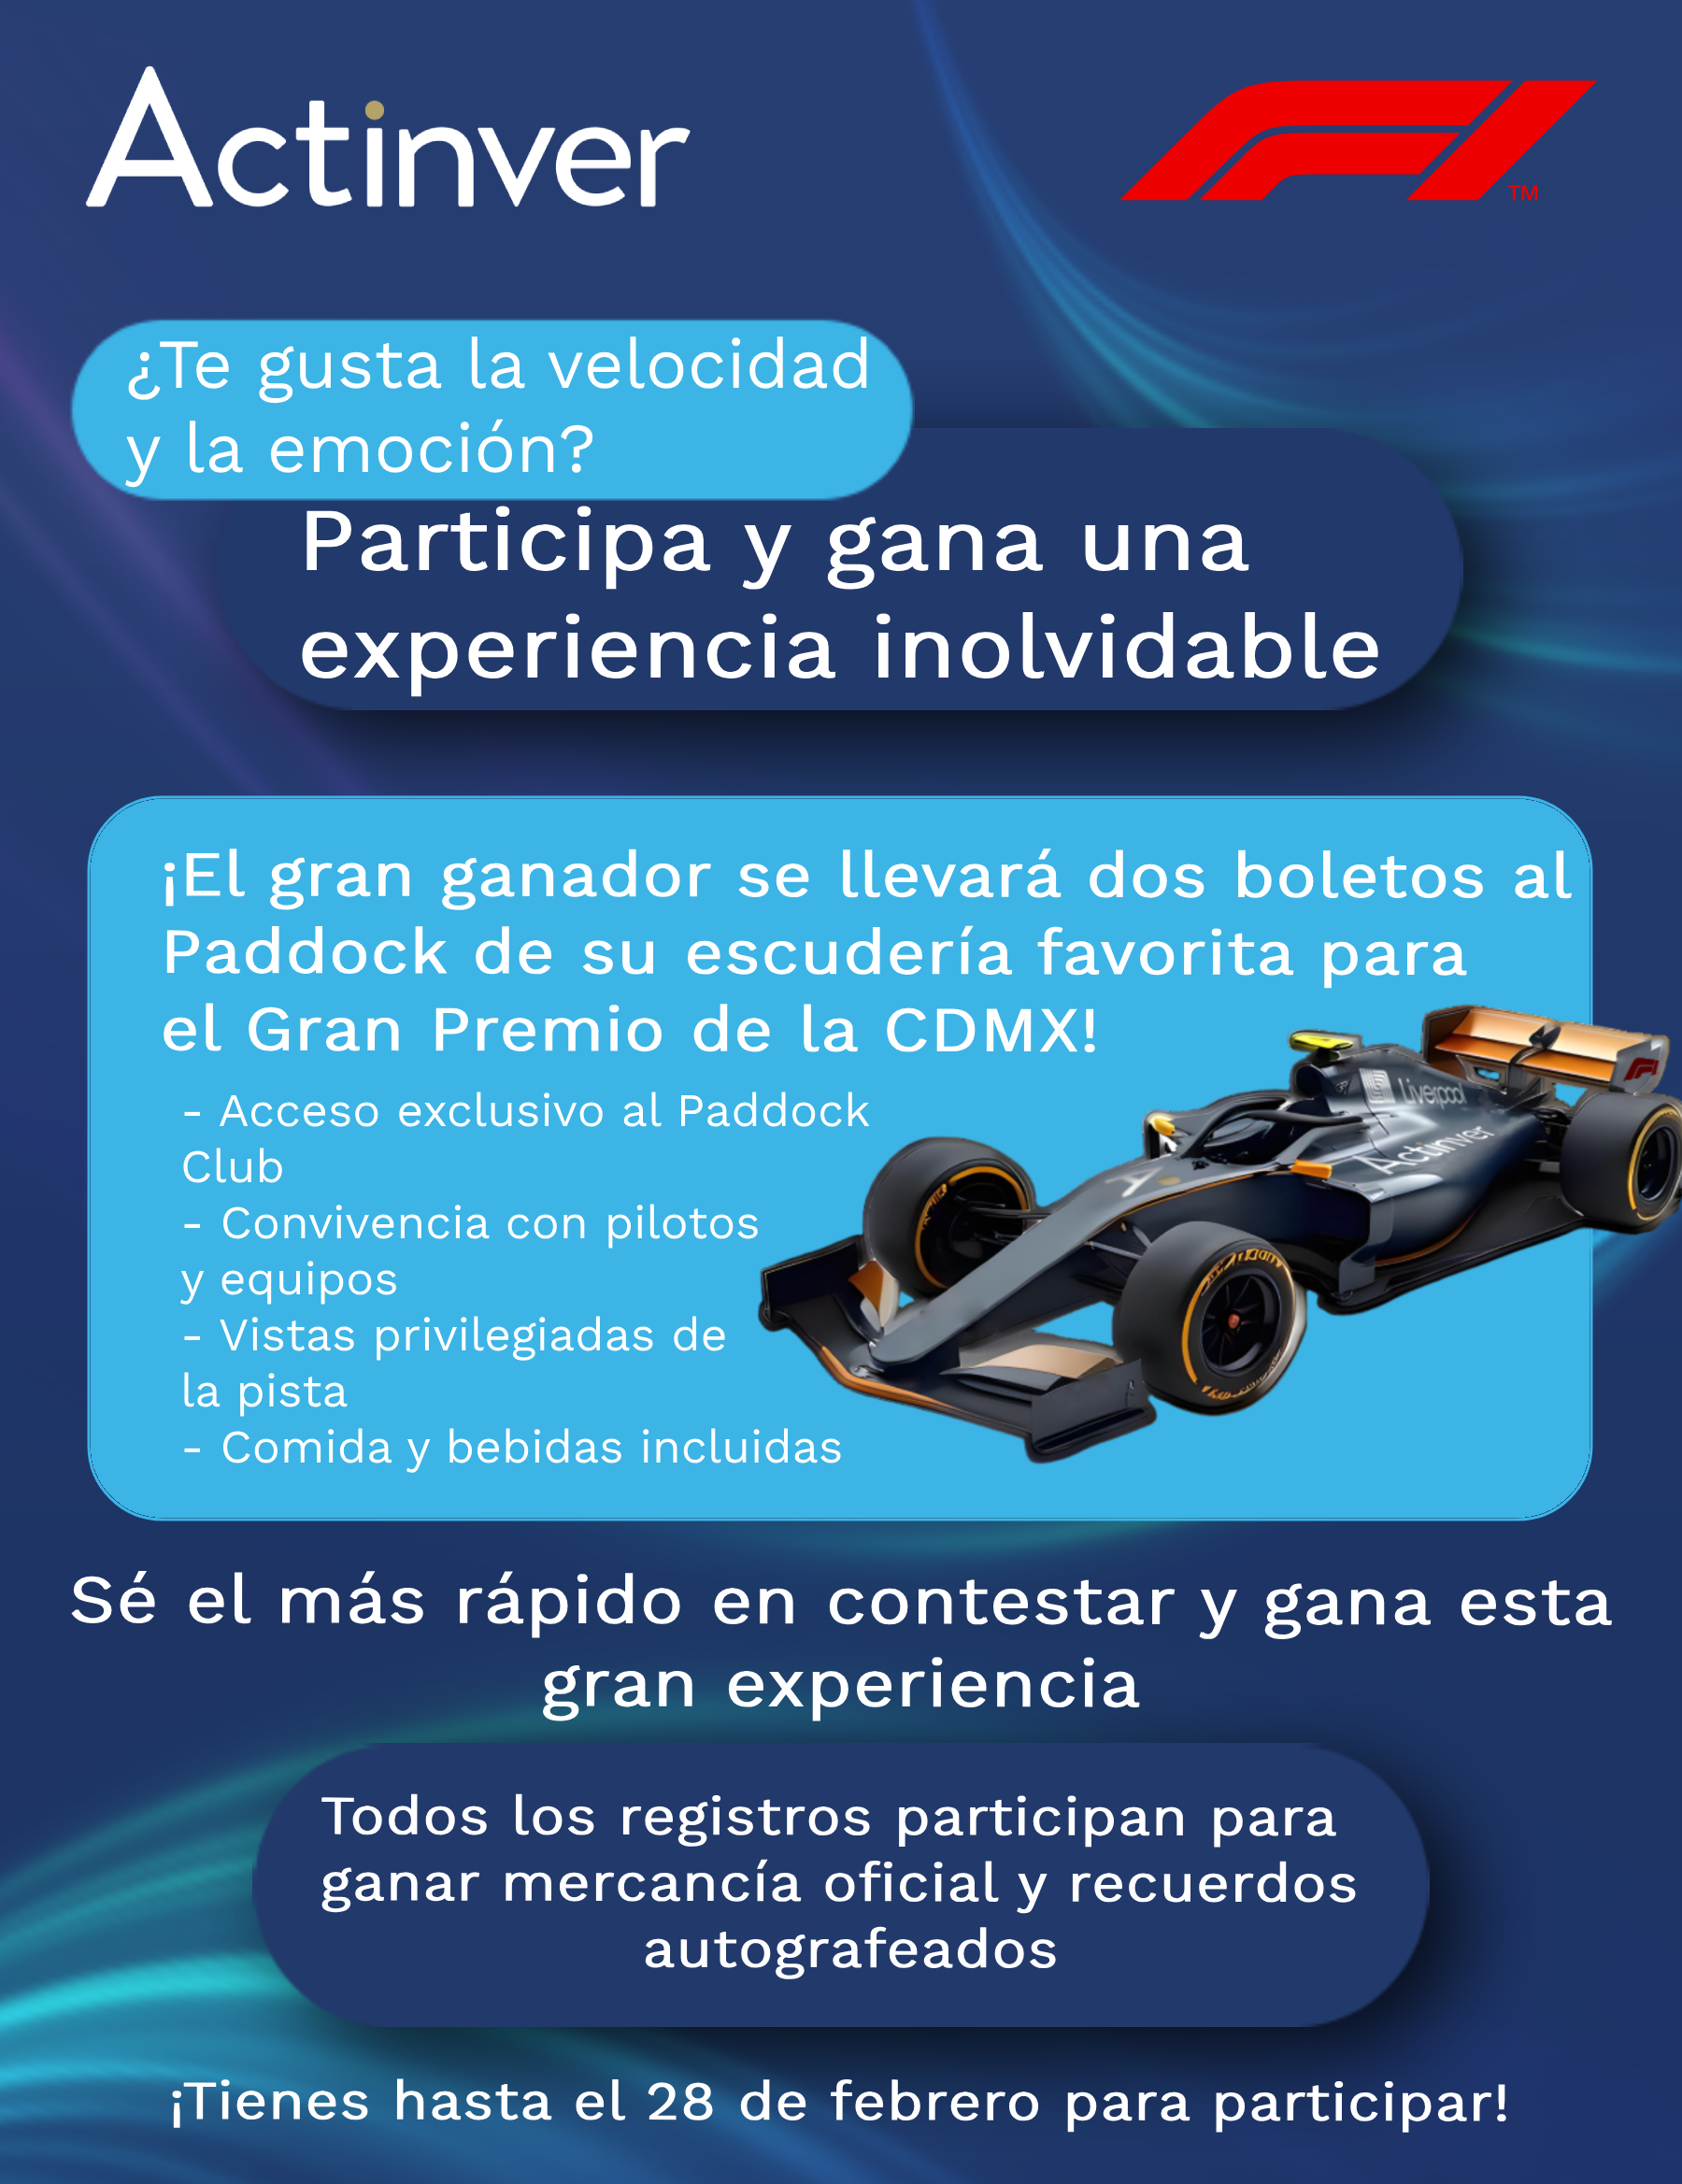 Actinver
F1
TM
¿Te gusta la velocidad
y la emoción?
Participa y gana una
experiencia inolvidable
¡El gran ganador se llevará dos boletos al
Paddock de su escudería favorita para
el Gran Premio de la CDMX!
- Acceso exclusivo al Paddock
Club
- Convivencia con pilotos
y equipos
- Vistas privilegiadas de
la pista
- Comida y bebidas incluidas
Liverpool
Actinver
Sé el más rápido en contestar y gana esta
gran experiencia
Todos los registros participan para
ganar mercancía oficial y recuerdos
autografeados
¡Tienes hasta el 28 de febrero para participar!